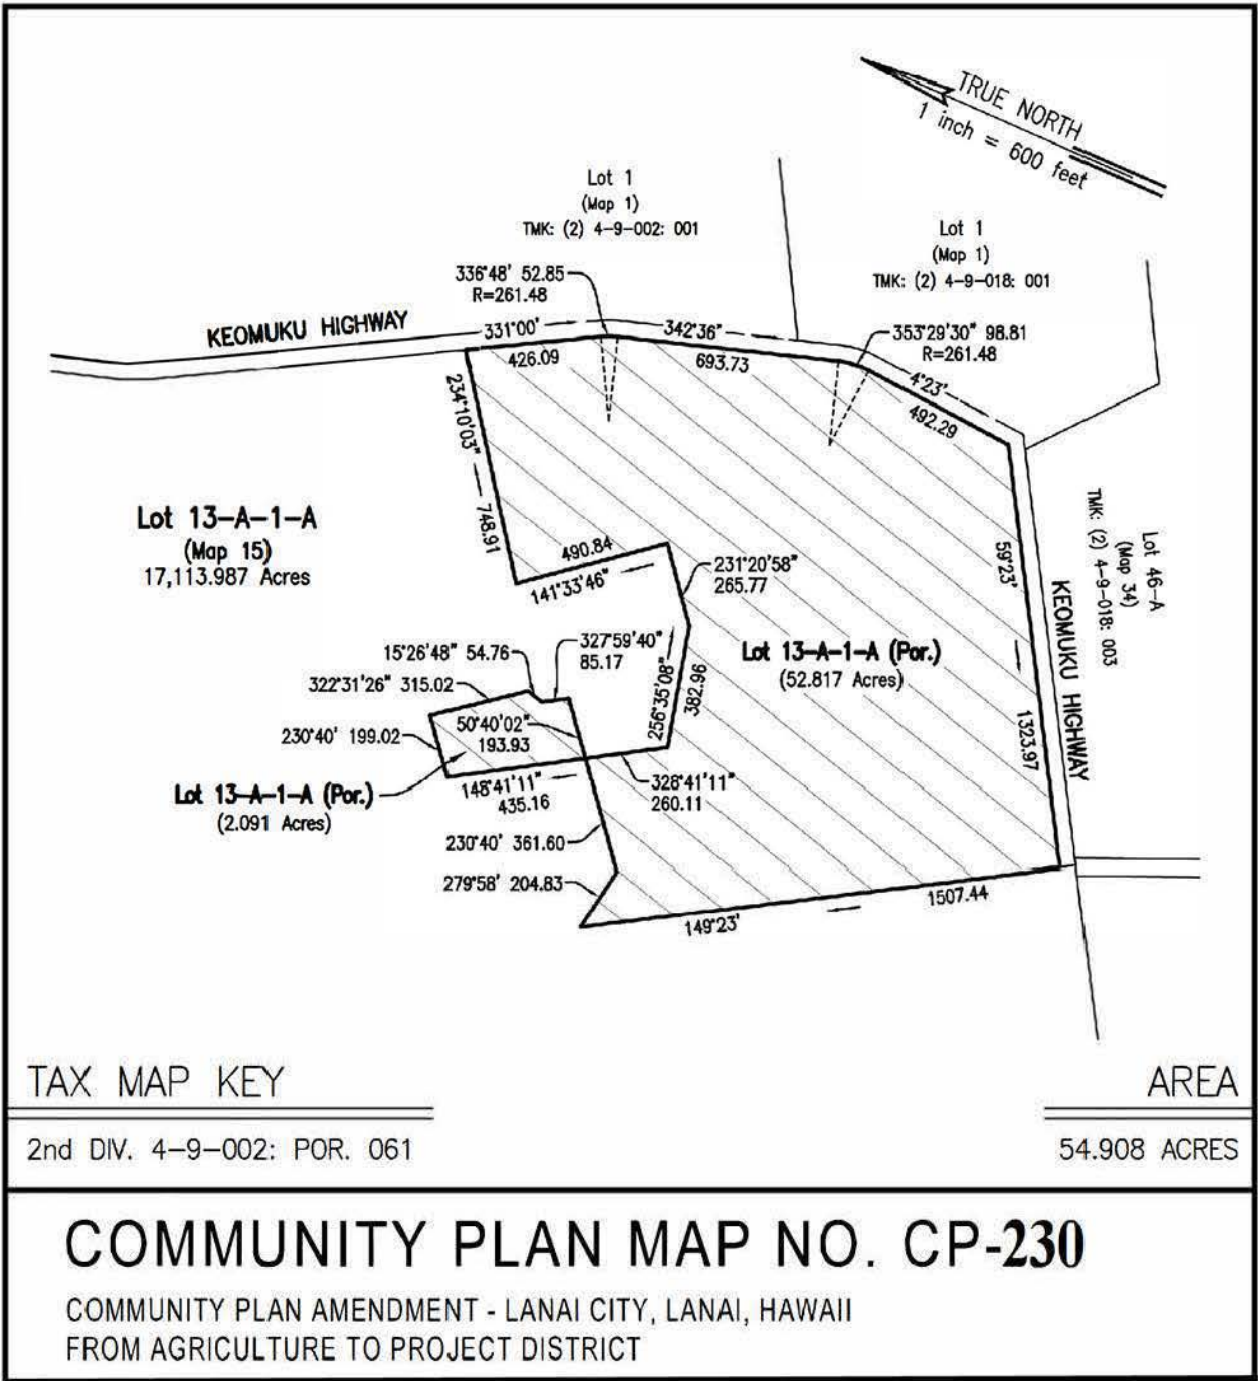 TRUE NORTH
1 inch = 600 feet
Lot 1
(Map 1)
TMK: (2) 4-9-002: 001
Lot 1
(Map 1)
TMK: (2) 4-9-018: 001
336°48' 52.85
R=261.48
KEOMUKU HIGHWAY
331°00'
426.09
342°36"
693.73
353°29'30" 98.81
R=261.48
4°23'
492.29
234°10'03"
748.91
Lot 13-A-1-A
(Map 15)
17,113.987 Acres
490.84
141°33'46"
231°20'58"
265.77
59°23'
1323.97
KEOMUKU HIGHWAY
Lot 46-A
(Map 34)
TMK: (2) 4-9-018: 003
327°59'40"
85.17
15°26'48" 54.76
322°31'26" 315.02
Lot 13-A-1-A (Por.)
(52.817 Acres)
256°35'08"
382.96
50°40'02"
193.93
230°40' 199.02
Lot 13-A-1-A (Por.)
(2.091 Acres)
148°41'11"
435.16
328°41'11"
260.11
230°40' 361.60
279°58' 204.83
149°23'
1507.44
TAX MAP KEY
2nd DIV. 4-9-002: POR. 061
AREA
54.908 ACRES
COMMUNITY PLAN MAP NO. CP-230
COMMUNITY PLAN AMENDMENT - LANAI CITY, LANAI, HAWAII
FROM AGRICULTURE TO PROJECT DISTRICT